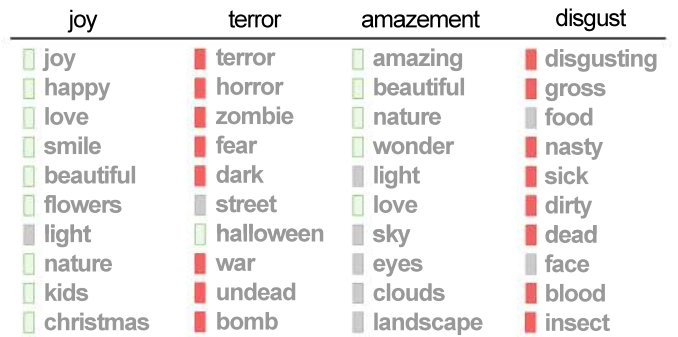 joy terror amazement disgust
joy terror amazing disgusting
happy horror beautiful gross
love zombie nature food
smile fear wonder nasty
beautiful dark light sick
flowers street love dirty
light halloween sky dead
nature war eyes face
kids undead clouds blood
christmas bomb landscape insect